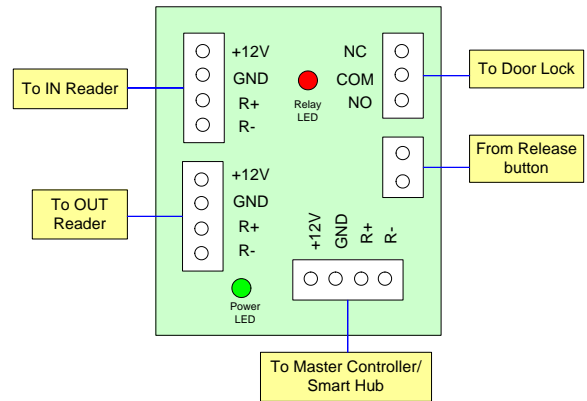 +12V
GND
R+
R-
To IN Reader
Relay
LED
NC
COM
NO
To Door Lock
From Release
button
+12V
GND
R+
R-
To OUT
Reader
+12V
GND
R+
R-
Power
LED
To Master Controller/
Smart Hub